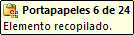 Portapapeles 6 de 24
Elemento recopilado.